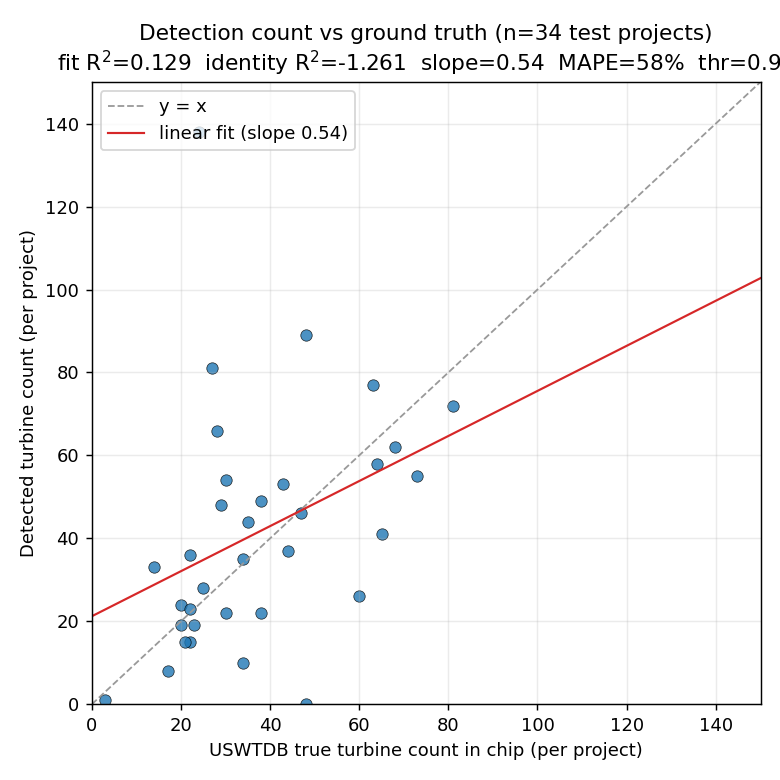 Detection count vs ground truth (n=34 test projects)
fit R²=0.129 identity R²=-1.261 slope=0.54 MAPE=58% thr=0.9
y = x
linear fit (slope 0.54)
140
120
100
80
60
40
20
0
Detected turbine count (per project)
0 20 40 60 80 100 120 140
USWTDB true turbine count in chip (per project)